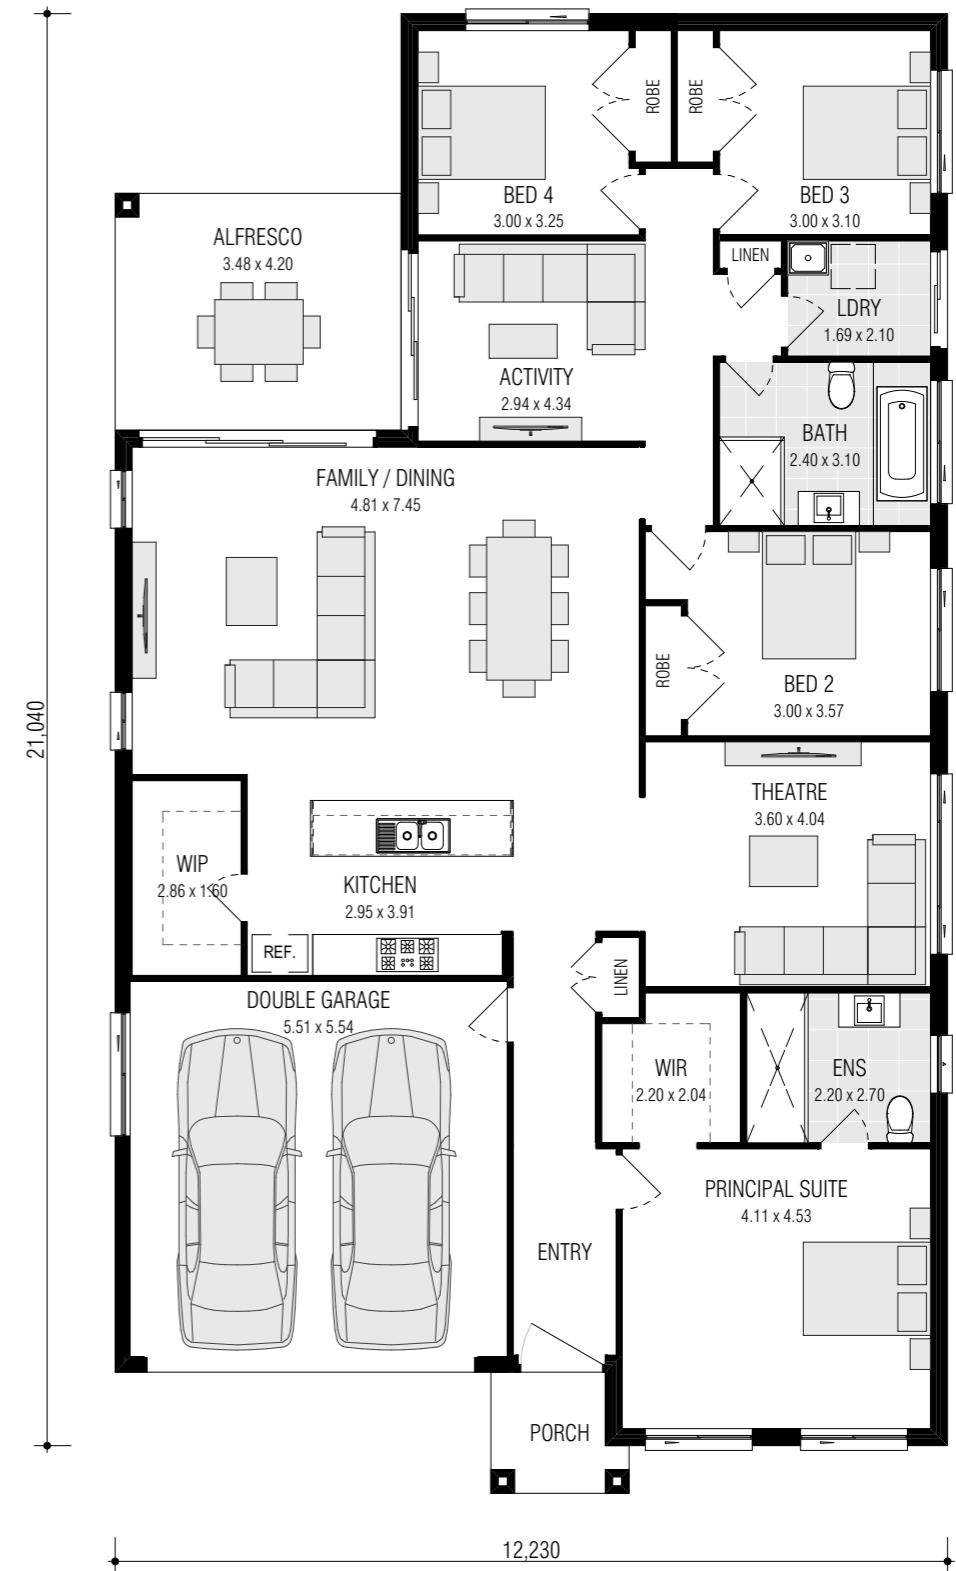 ROBE
ROBE
BED 4
3.00 x 3.25
BED 3
3.00 x 3.10
ALFRESCO
3.48 x 4.20
LINEN
LDRY
1.69 x 2.10
ACTIVITY
2.94 x 4.34
BATH
2.40 x 3.10
FAMILY / DINING
4.81 x 7.45
ROBE
BED 2
3.00 x 3.57
21,040
THEATRE
3.60 x 4.04
WIP
2.86 x 1.60
KITCHEN
2.95 x 3.91
REF.
LINEN
DOUBLE GARAGE
5.51 x 5.54
WIR
2.20 x 2.04
ENS
2.20 x 2.70
PRINCIPAL SUITE
4.11 x 4.53
ENTRY
PORCH
12,230